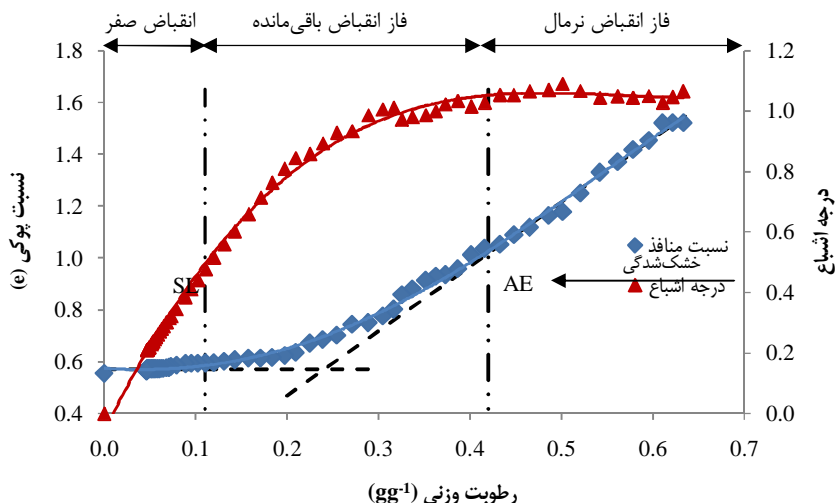 فاز انقباض نرمال
فاز انقباض باقی‌مانده
انقباض صفر
1.8
1.6
1.4
1.2
1.0
0.8
0.6
0.4
نسبت پوکی (e)
1.2
1.0
0.8
0.6
0.4
0.2
0.0
درجه اشباع
SL
AE
نسبت منافذ
خشک‌شدگی
درجه اشباع
0.0 0.1 0.2 0.3 0.4 0.5 0.6 0.7
رطوبت وزنی (gg-1)